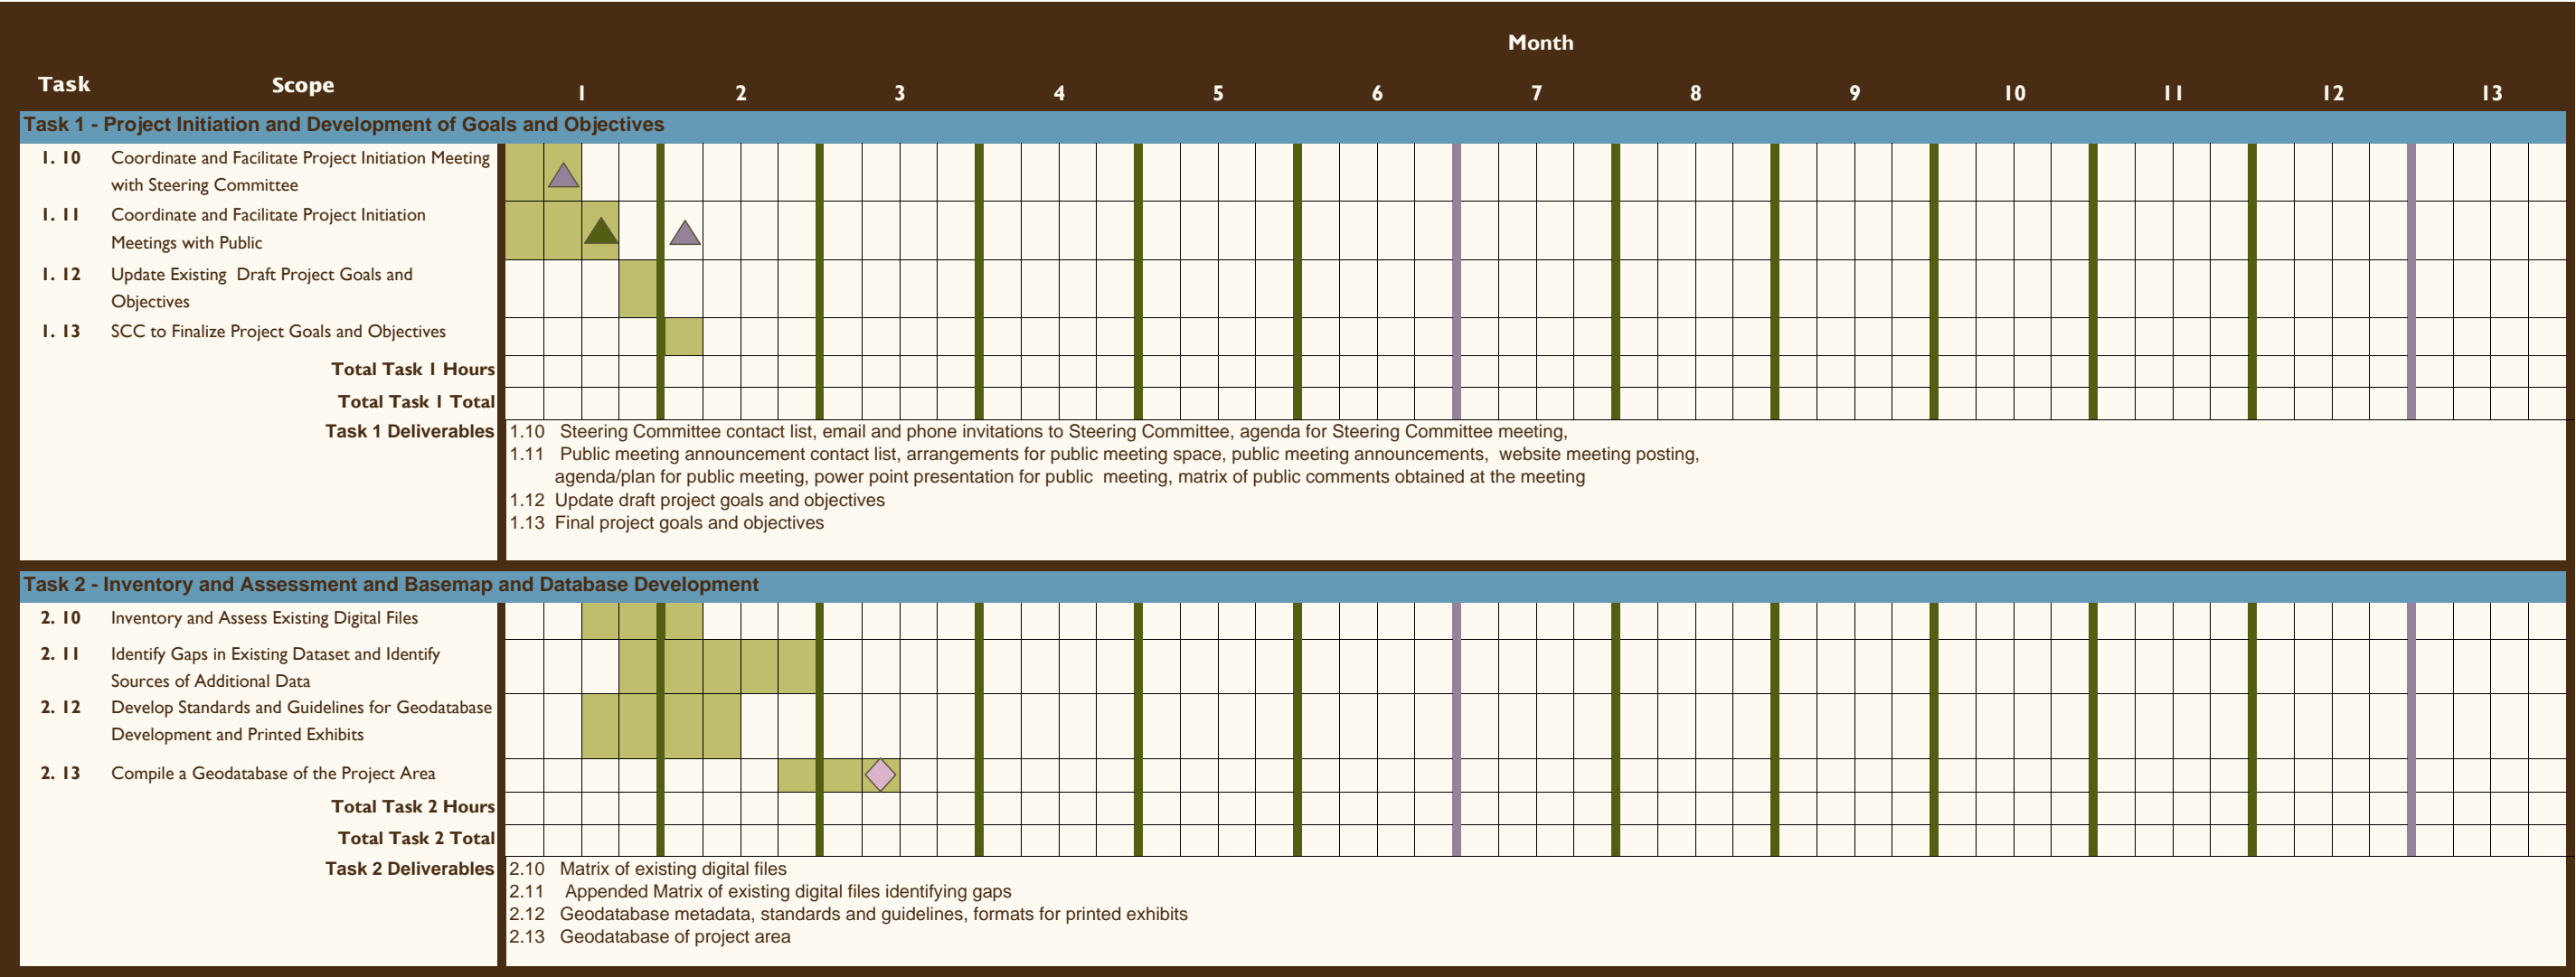 Month
Task Scope 1 2 3 4 5 6 7 8 9 10 11 12 13
Task 1 - Project Initiation and Development of Goals and Objectives
1. 10 Coordinate and Facilitate Project Initiation Meeting
with Steering Committee
1. 11 Coordinate and Facilitate Project Initiation
Meetings with Public
1. 12 Update Existing Draft Project Goals and
Objectives
1. 13 SCC to Finalize Project Goals and Objectives
Total Task 1 Hours
Total Task 1 Total
Task 1 Deliverables 1.10 Steering Committee contact list, email and phone invitations to Steering Committee, agenda for Steering Committee meeting,
1.11 Public meeting announcement contact list, arrangements for public meeting space, public meeting announcements, website meeting posting,
agenda/plan for public meeting, power point presentation for public meeting, matrix of public comments obtained at the meeting
1.12 Update draft project goals and objectives
1.13 Final project goals and objectives
Task 2 - Inventory and Assessment and Basemap and Database Development
2. 10 Inventory and Assess Existing Digital Files
2. 11 Identify Gaps in Existing Dataset and Identify
Sources of Additional Data
2. 12 Develop Standards and Guidelines for Geodatabase
Development and Printed Exhibits
2. 13 Compile a Geodatabase of the Project Area
Total Task 2 Hours
Total Task 2 Total
Task 2 Deliverables 2.10 Matrix of existing digital files
2.11 Appended Matrix of existing digital files identifying gaps
2.12 Geodatabase metadata, standards and guidelines, formats for printed exhibits
2.13 Geodatabase of project area